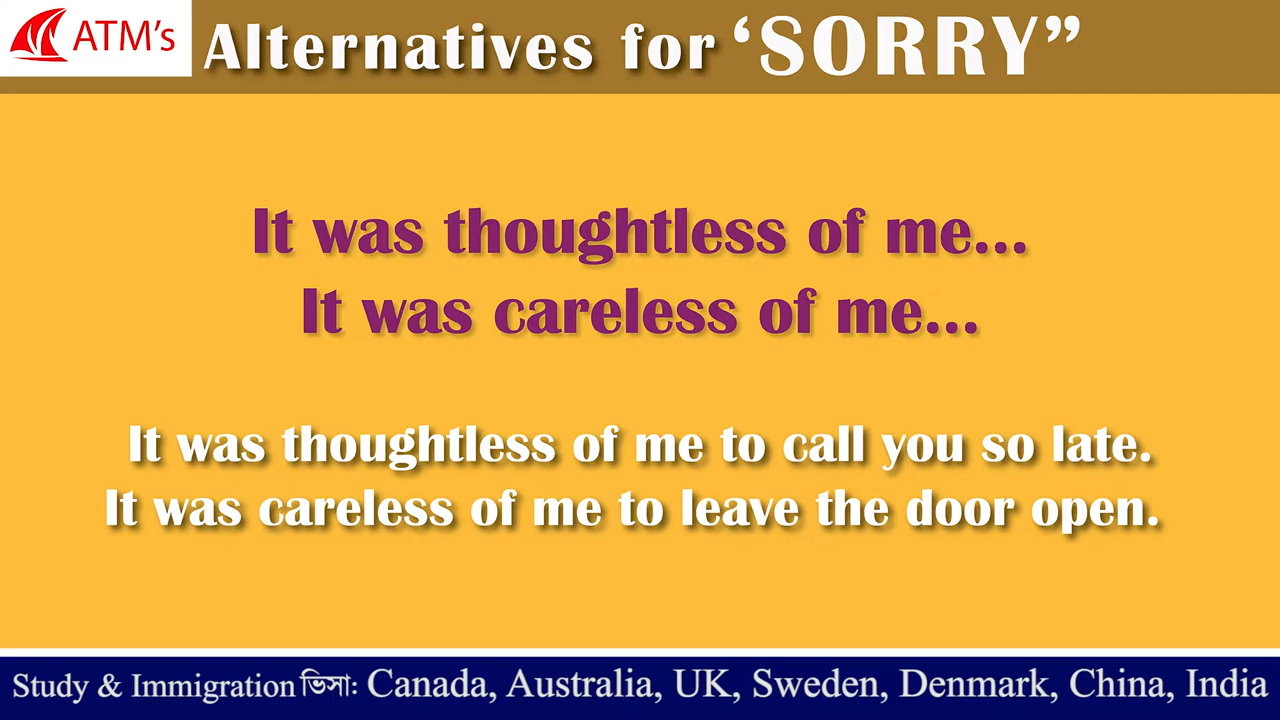 ATM's
Alternatives for ‘SORRY”
It was thoughtless of me...
It was careless of me...
It was thoughtless of me to call you so late.
It was careless of me to leave the door open.
Study & Immigration ভিসা: Canada, Australia, UK, Sweden, Denmark, China, India